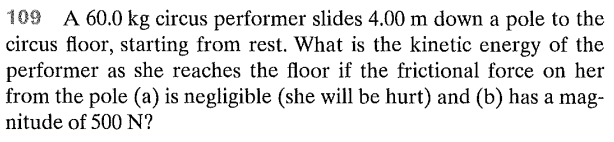 109 A 60.0 kg circus performer slides 4.00 m down a pole to the
circus floor, starting from rest. What is the kinetic energy of the
performer as she reaches the floor if the frictional force on her
from the pole (a) is negligible (she will be hurt) and (b) has a mag-
nitude of 500 N?